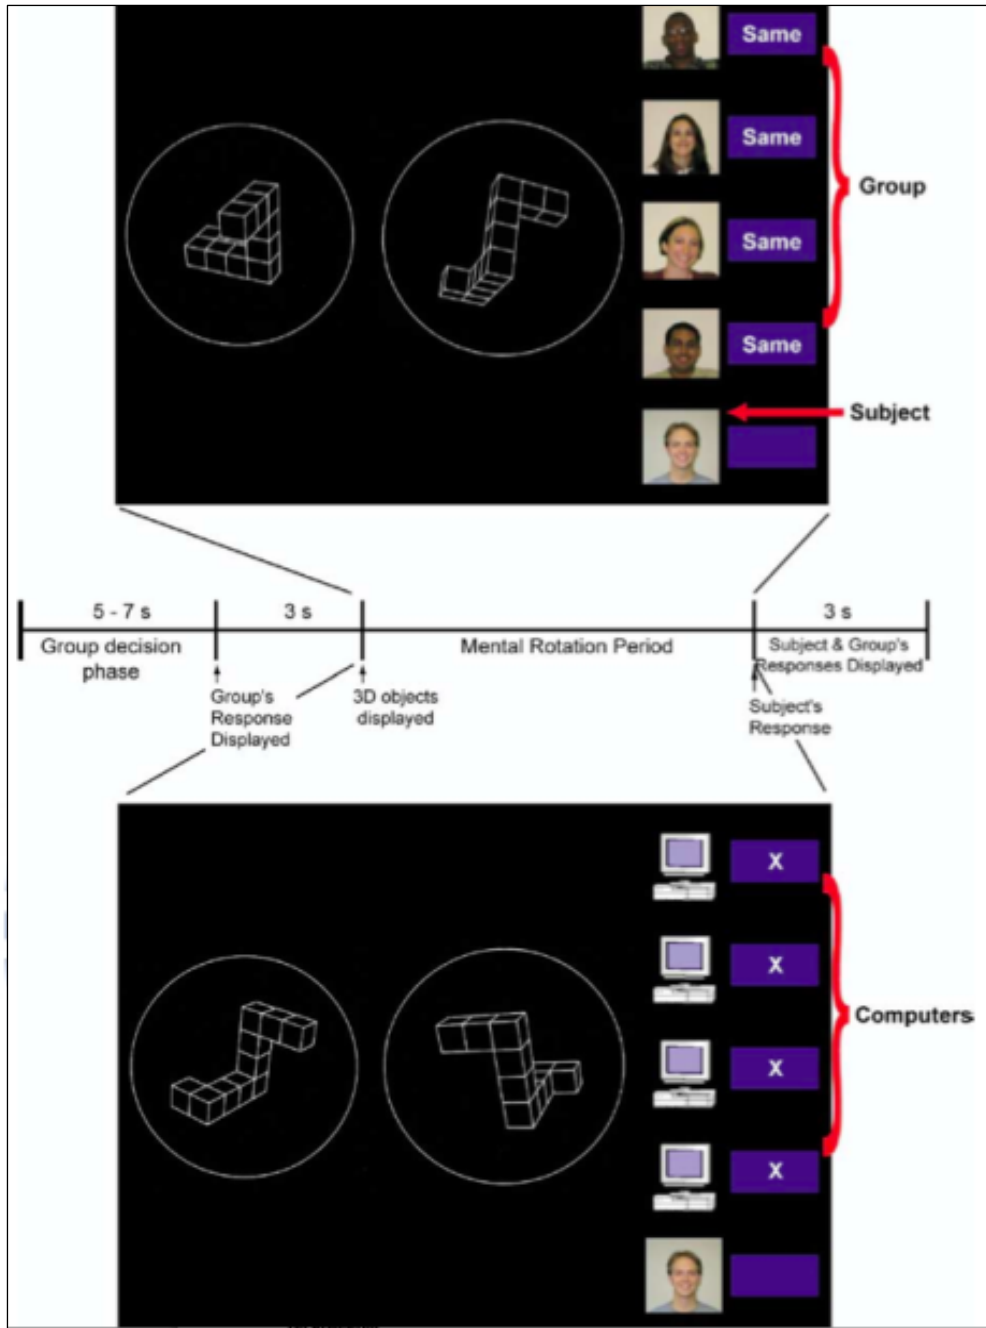 Same
Same
Group
Same
Same
Subject
5 - 7 s
3 s
3 s
Group decision
phase
Mental Rotation Period
Subject & Group's
Responses Displayed
Group's
Response
Displayed
3D objects
displayed
Subject's
Response
X
X
Computers
X
X